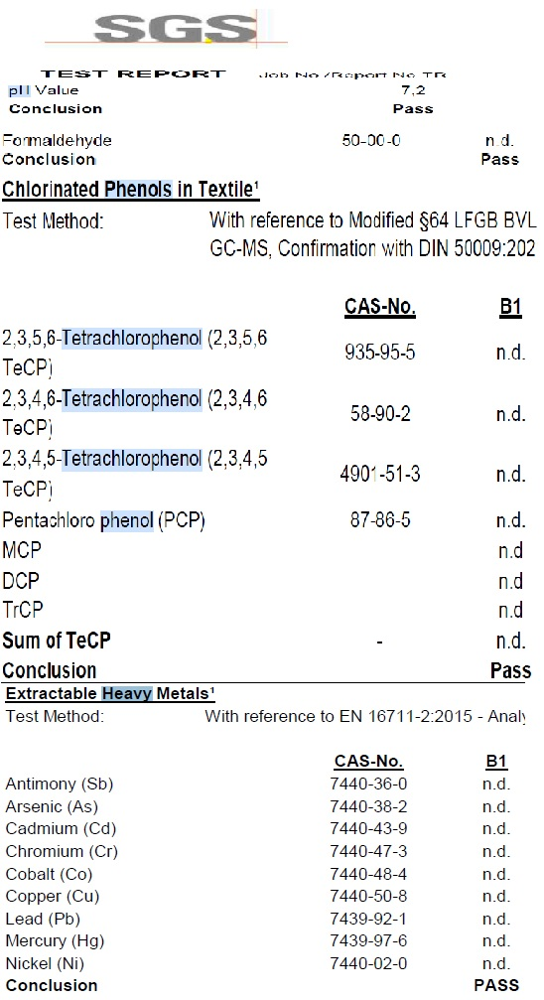 SGS
TEST REPORT Job No /Report No TR
pH Value 7,2
Conclusion Pass
Formaldehyde 50-00-0 n.d.
Conclusion Pass
Chlorinated Phenols in Textile¹
Test Method: With reference to Modified §64 LFGB BVL
GC-MS, Confirmation with DIN 50009:202
CAS-No. B1
2,3,5,6-Tetrachlorophenol (2,3,5,6
TeCP) 935-95-5 n.d.
2,3,4,6-Tetrachlorophenol (2,3,4,6
TeCP) 58-90-2 n.d.
2,3,4,5-Tetrachlorophenol (2,3,4,5
TeCP) 4901-51-3 n.d.
Pentachloro phenol (PCP) 87-86-5 n.d.
MCP n.d
DCP n.d
TrCP n.d
Sum of TeCP - n.d.
Conclusion Pass
Extractable Heavy Metals¹
Test Method: With reference to EN 16711-2:2015 - Analy
CAS-No. B1
Antimony (Sb) 7440-36-0 n.d.
Arsenic (As) 7440-38-2 n.d.
Cadmium (Cd) 7440-43-9 n.d.
Chromium (Cr) 7440-47-3 n.d.
Cobalt (Co) 7440-48-4 n.d.
Copper (Cu) 7440-50-8 n.d.
Lead (Pb) 7439-92-1 n.d.
Mercury (Hg) 7439-97-6 n.d.
Nickel (Ni) 7440-02-0 n.d.
Conclusion PASS